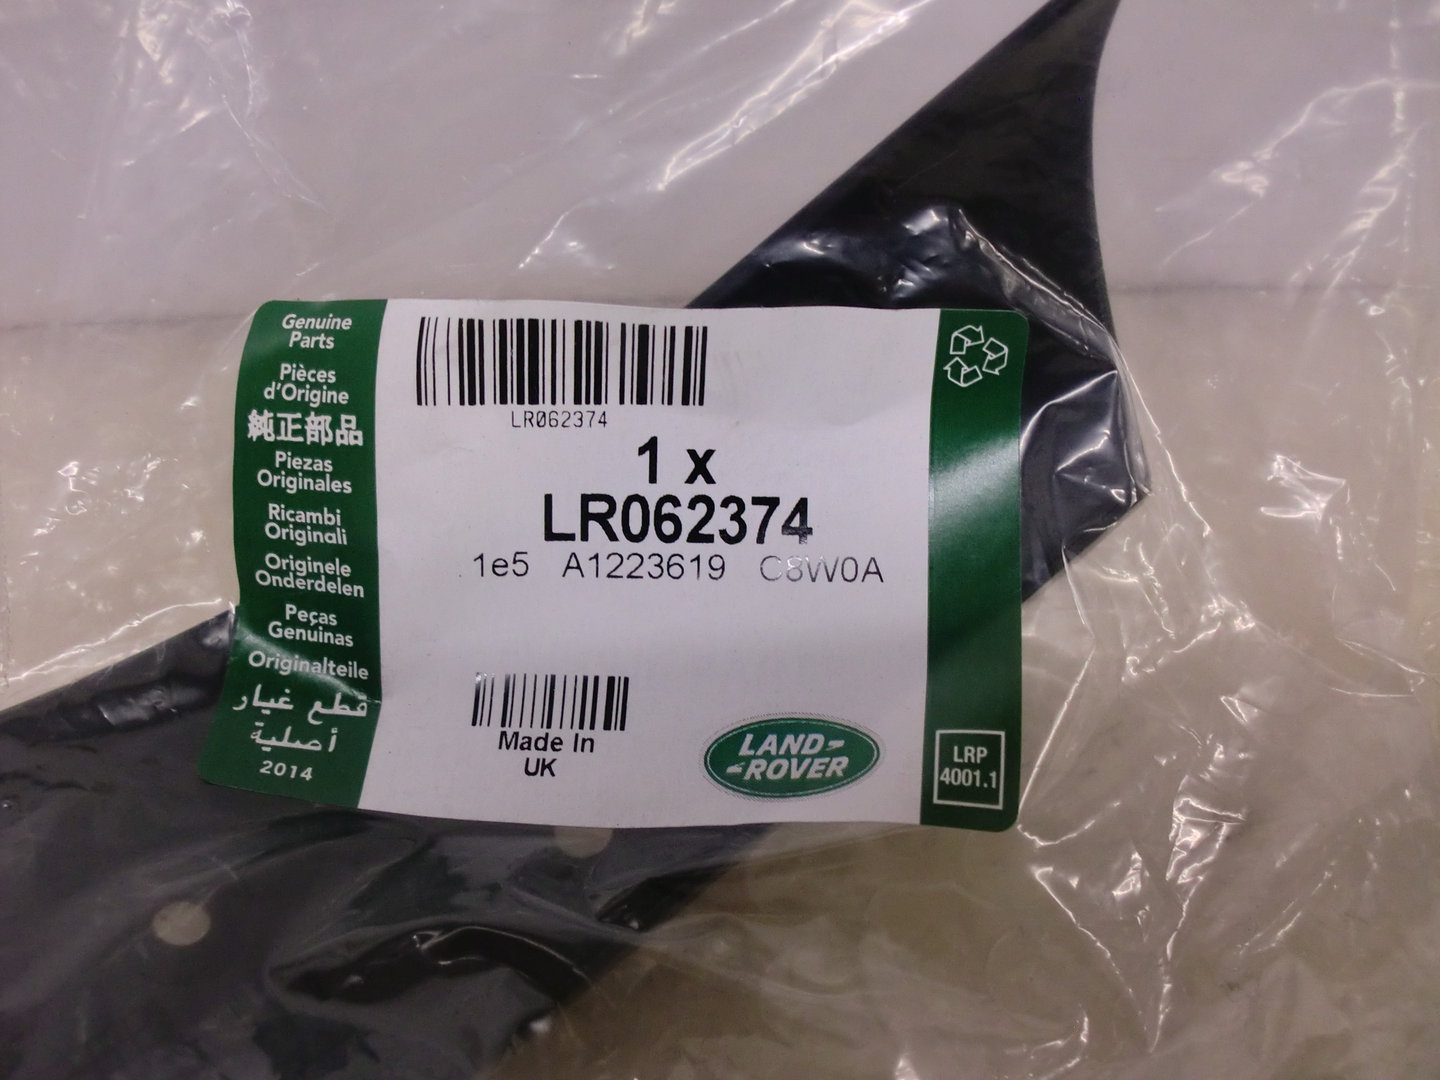 Genuine
Parts
Pièces
d'Origine
純正部品
Piezas
Originales
Ricambi
Originali
Originele
Onderdelen
Peças
Genuinas
Originalteile
قطع غيار
أصلية
2014
LR062374
1 x
LR062374
1e5 A1223619 C8W0A
Made In
UK
LAND-
-ROVER
LRP
4001.1